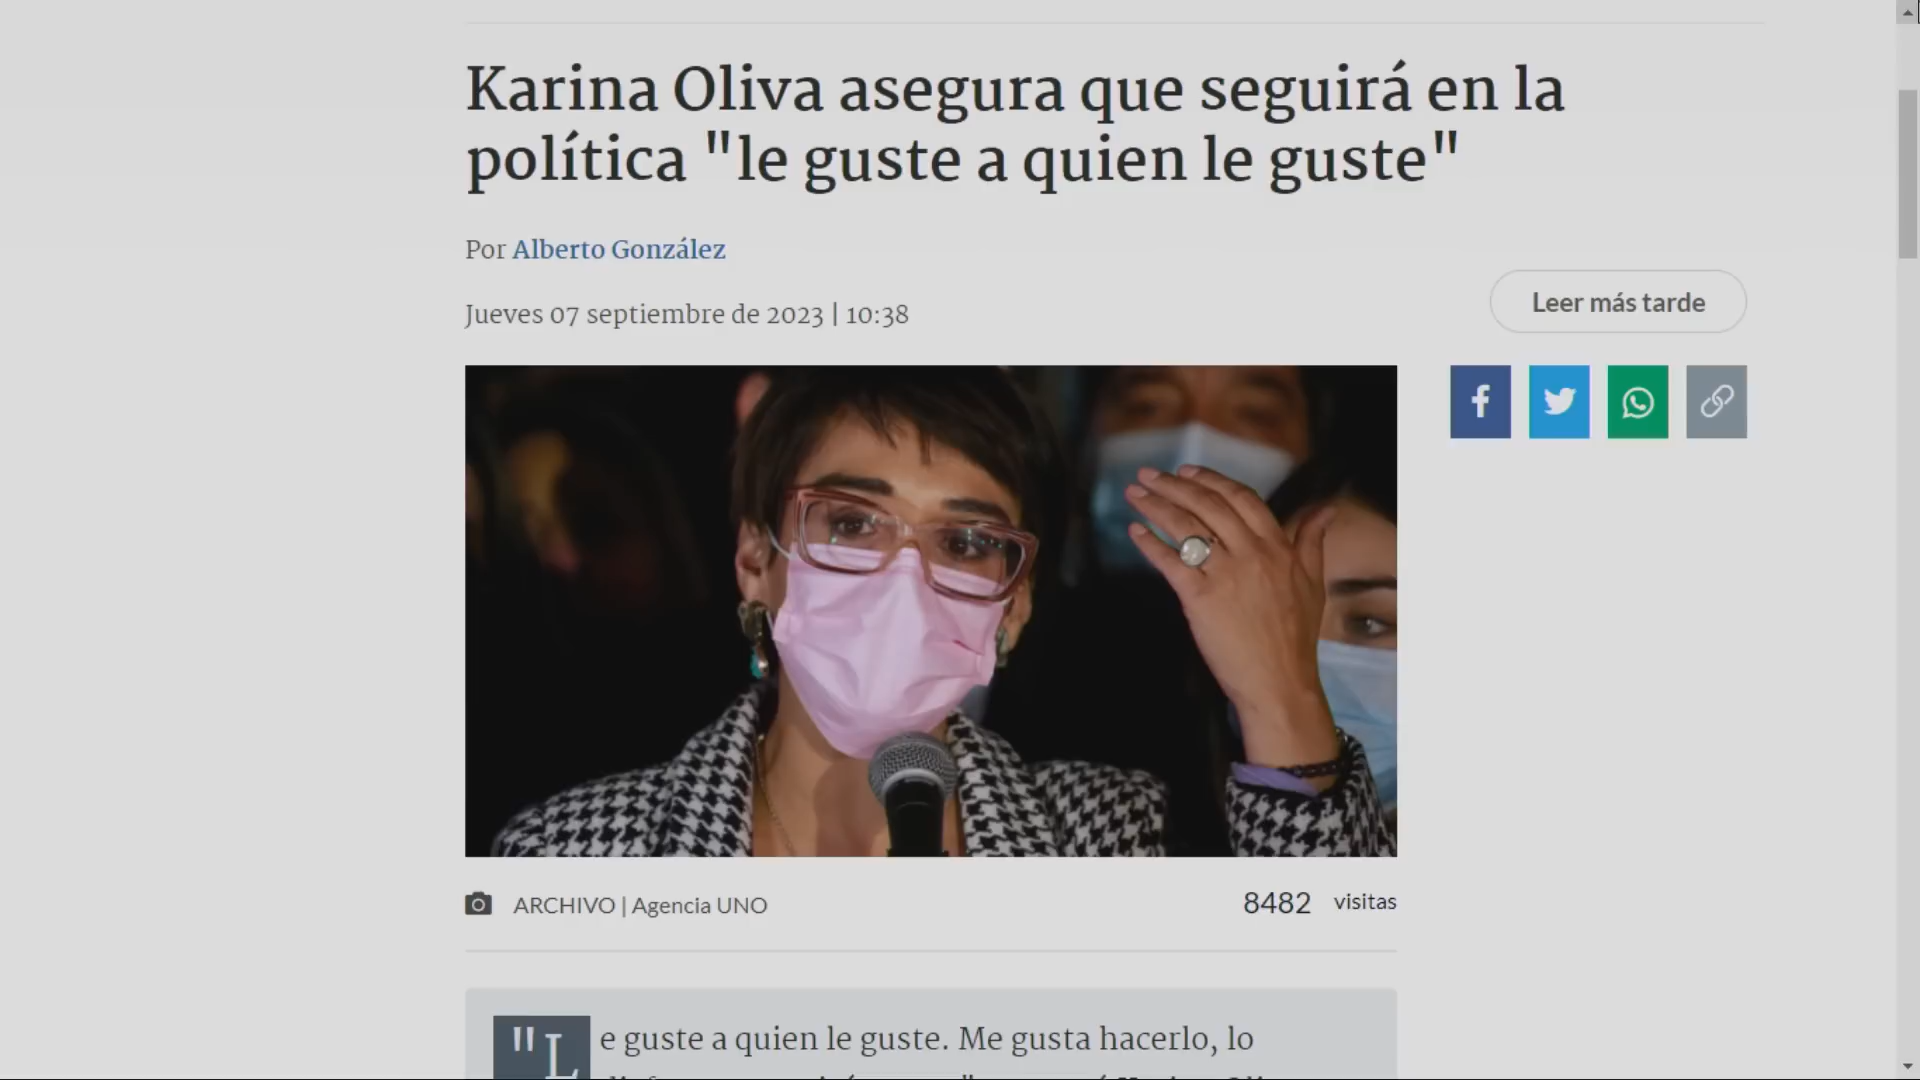 Karina Oliva asegura que seguirá en la
política "le guste a quien le guste"
Por Alberto González
Jueves 07 septiembre de 2023 | 10:38
Leer más tarde
ARCHIVO | Agencia UNO
8482 visitas
"Le guste a quien le guste. Me gusta hacerlo, lo